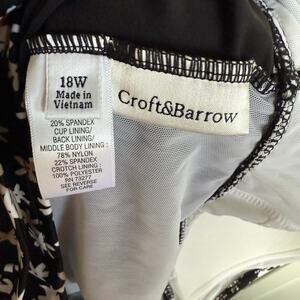 18W
Made in
Vietnam
20% SPANDEX
CUP LINING/
BACK LINING/
MIDDLE BODY LINING:
78% NYLON
22% SPANDEX
CROTCH LINING:
100% POLYESTER
RN 73277
SEE REVERSE
FOR CARE
Croft&Barrow